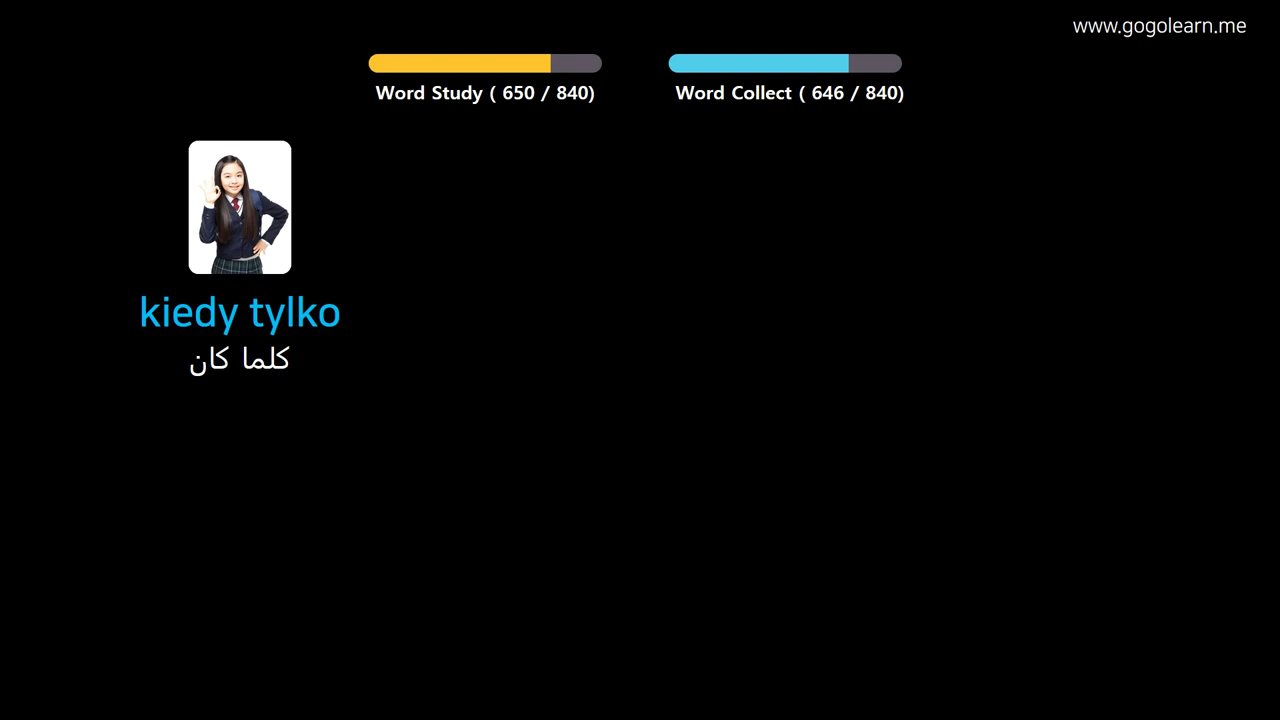 www.gogolearn.me
Word Study ( 650 / 840)
Word Collect ( 646 / 840)
kiedy tylko
كلما كان